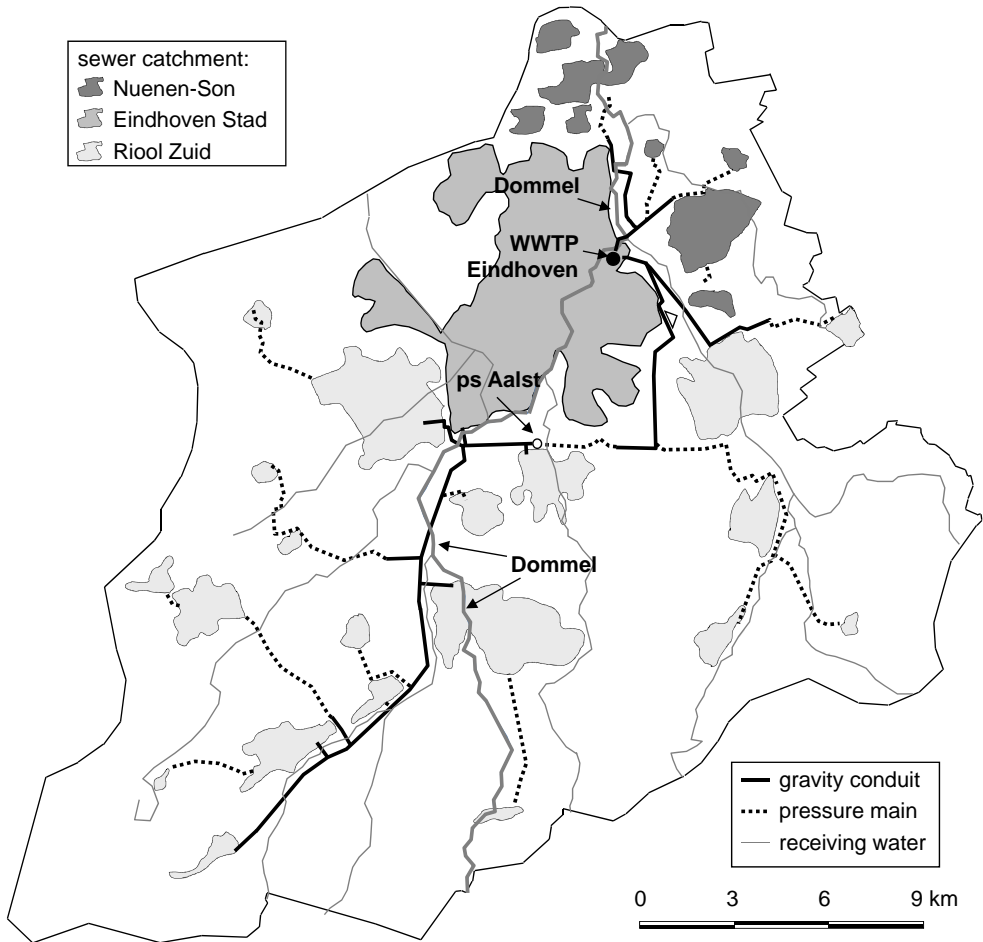 sewer catchment:
Nuenen-Son
Eindhoven Stad
Riool Zuid
Dommel
WWTP
Eindhoven
ps Aalst
Dommel
gravity conduit
pressure main
receiving water
0 3 6 9 km